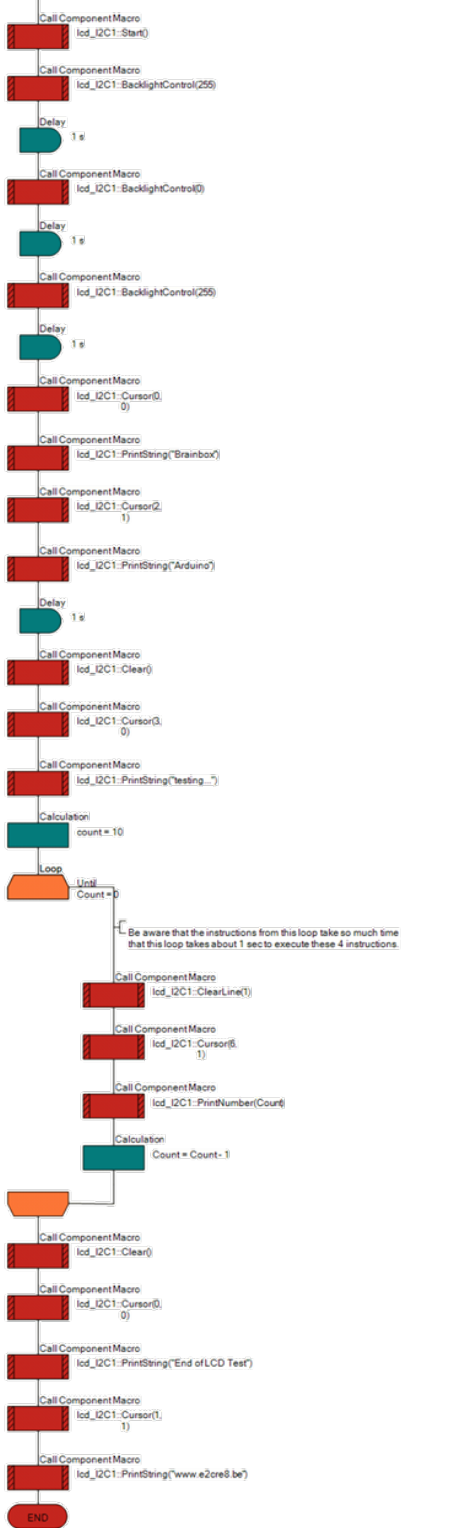 Call Component Macro
lcd_I2C1::Start()
Call Component Macro
lcd_I2C1::BacklightControl(255)
Delay
1 s
Call Component Macro
lcd_I2C1::BacklightControl(0)
Delay
1 s
Call Component Macro
lcd_I2C1::BacklightControl(255)
Delay
1 s
Call Component Macro
lcd_I2C1::Cursor(0,
0)
Call Component Macro
lcd_I2C1::PrintString("Brainbox")
Call Component Macro
lcd_I2C1::Cursor(2,
1)
Call Component Macro
lcd_I2C1::PrintString("Arduino")
Delay
1 s
Call Component Macro
lcd_I2C1::Clear()
Call Component Macro
lcd_I2C1::Cursor(3,
0)
Call Component Macro
lcd_I2C1::PrintString("testing...")
Calculation
count = 10
Loop
Until
Count = 0
Be aware that the instructions from this loop take so much time
that this loop takes about 1 sec to execute these 4 instructions.
Call Component Macro
lcd_I2C1::ClearLine(1)
Call Component Macro
lcd_I2C1::Cursor(6,
1)
Call Component Macro
lcd_I2C1::PrintNumber(Count)
Calculation
Count = Count - 1
Call Component Macro
lcd_I2C1::Clear()
Call Component Macro
lcd_I2C1::Cursor(0,
0)
Call Component Macro
lcd_I2C1::PrintString("End of LCD Test")
Call Component Macro
lcd_I2C1::Cursor(1,
1)
Call Component Macro
lcd_I2C1::PrintString("www.e2cre8.be")
END